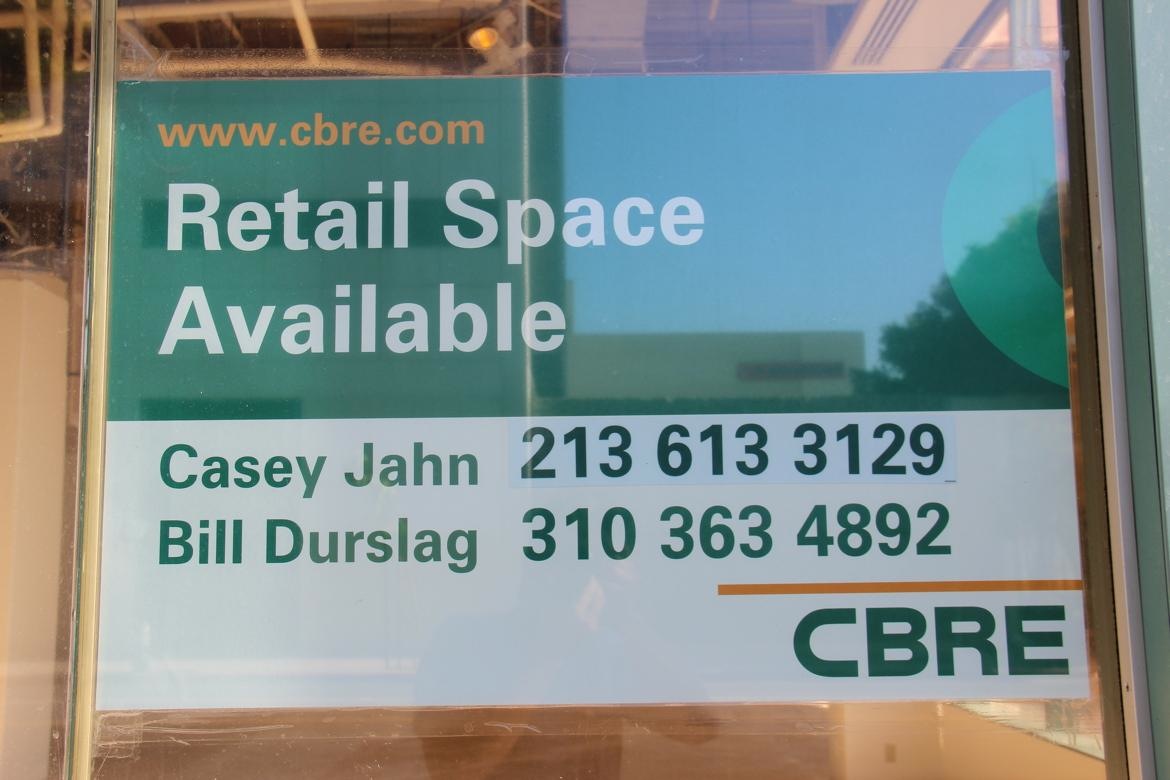 www.cbre.com
Retail Space
Available
Casey Jahn 213 613 3129
Bill Durslag 310 363 4892
CBRE